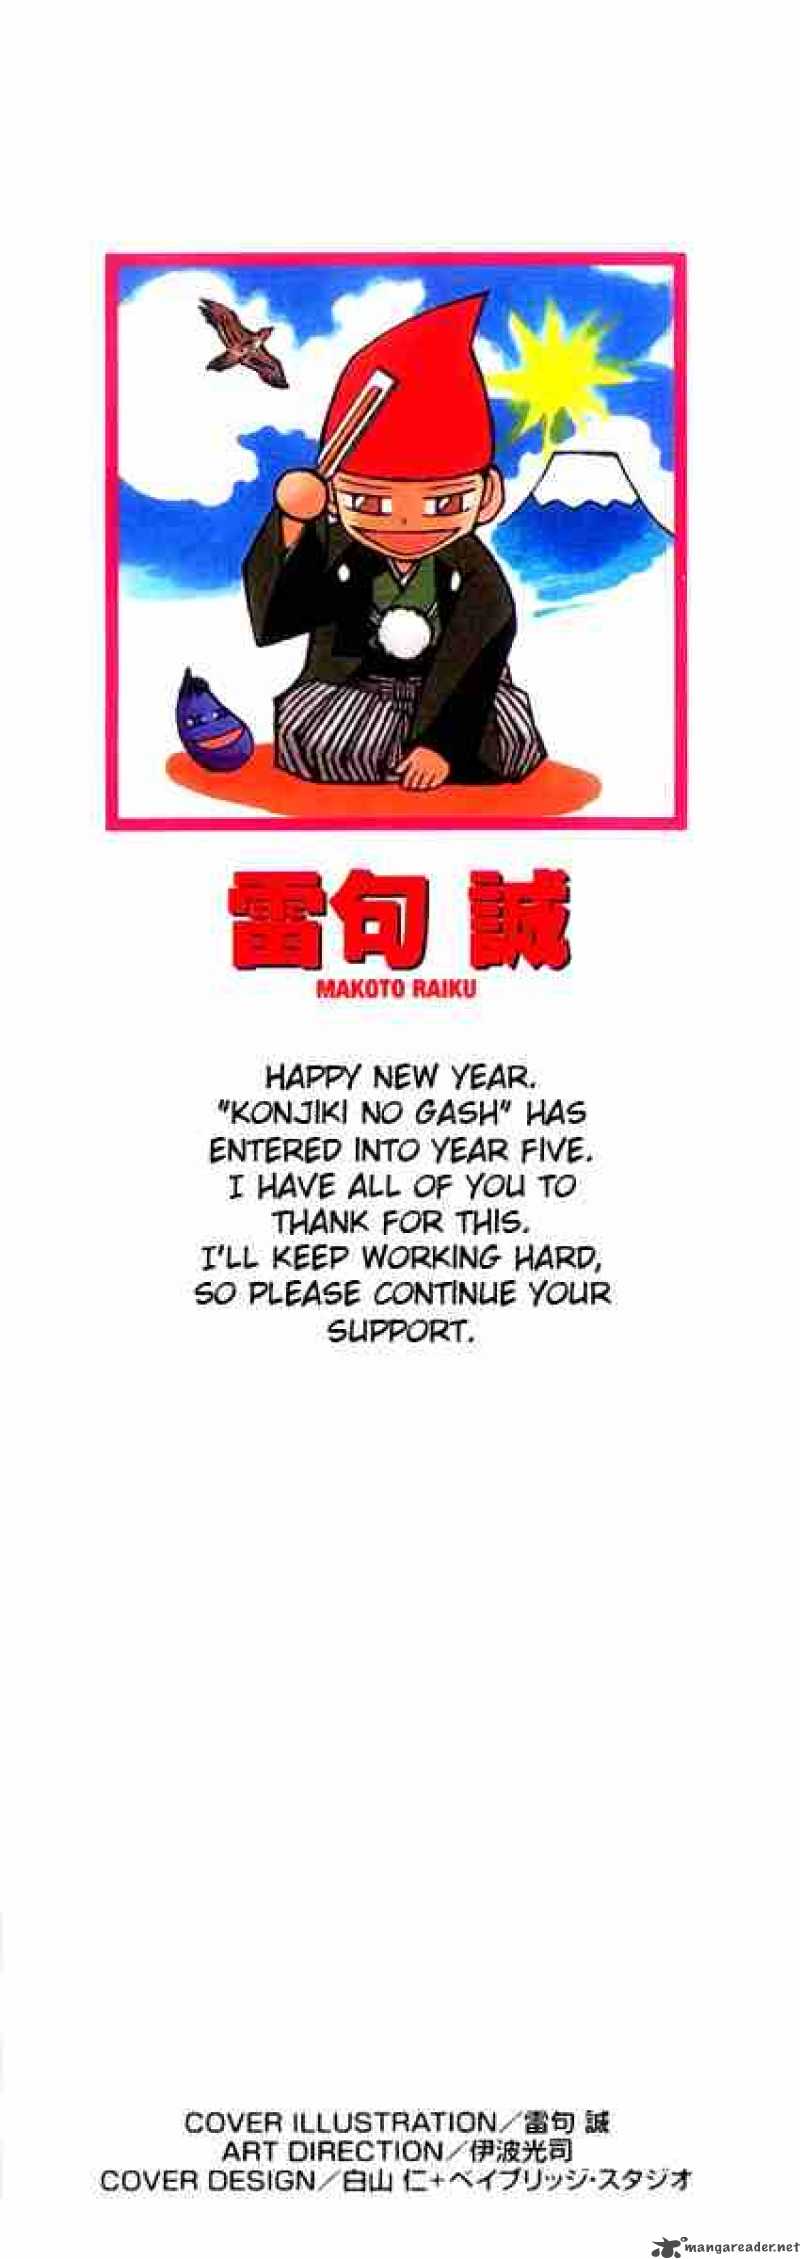 雷句 誠
MAKOTO RAIKU
HAPPY NEW YEAR.
"KONJIKI NO GASH" HAS
ENTERED INTO YEAR FIVE.
I HAVE ALL OF YOU TO
THANK FOR THIS.
I'LL KEEP WORKING HARD,
SO PLEASE CONTINUE YOUR
SUPPORT.
COVER ILLUSTRATION／雷句 誠
ART DIRECTION／伊波光司
COVER DESIGN／白山 仁+ベイブリッジ・スタジオ
mangareader.net